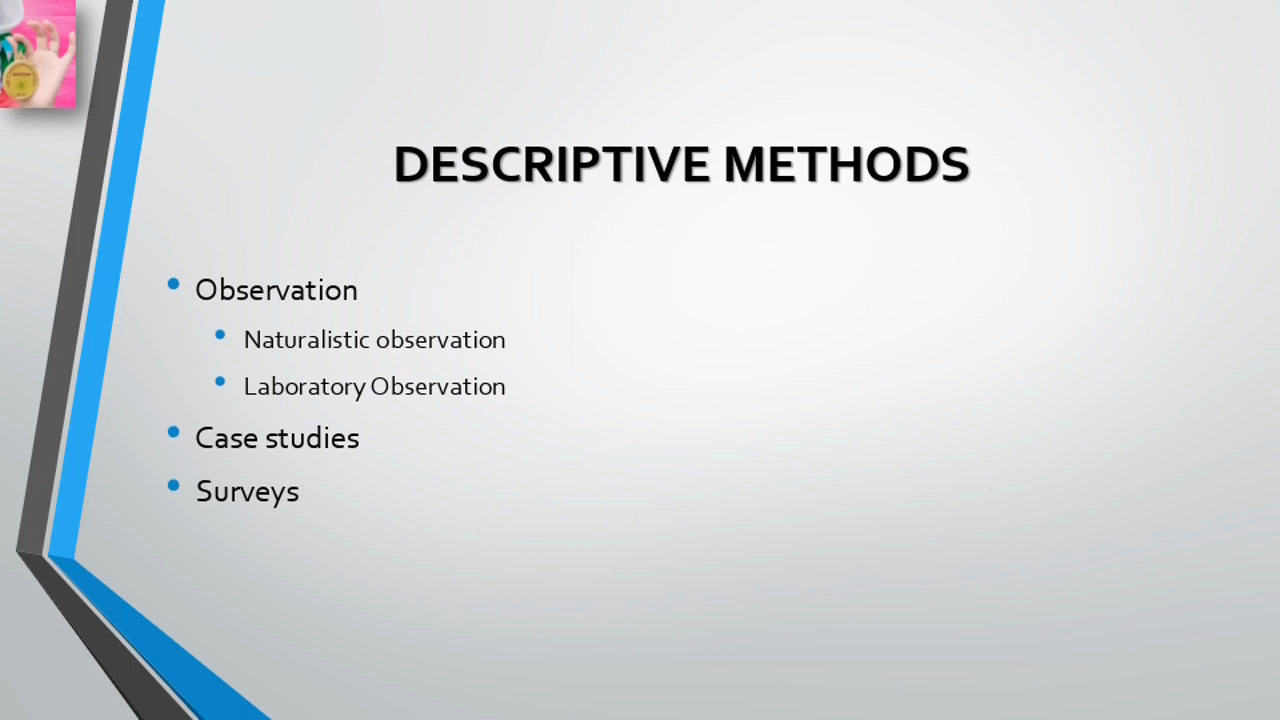 DESCRIPTIVE METHODS
Observation
Naturalistic observation
Laboratory Observation
Case studies
Surveys